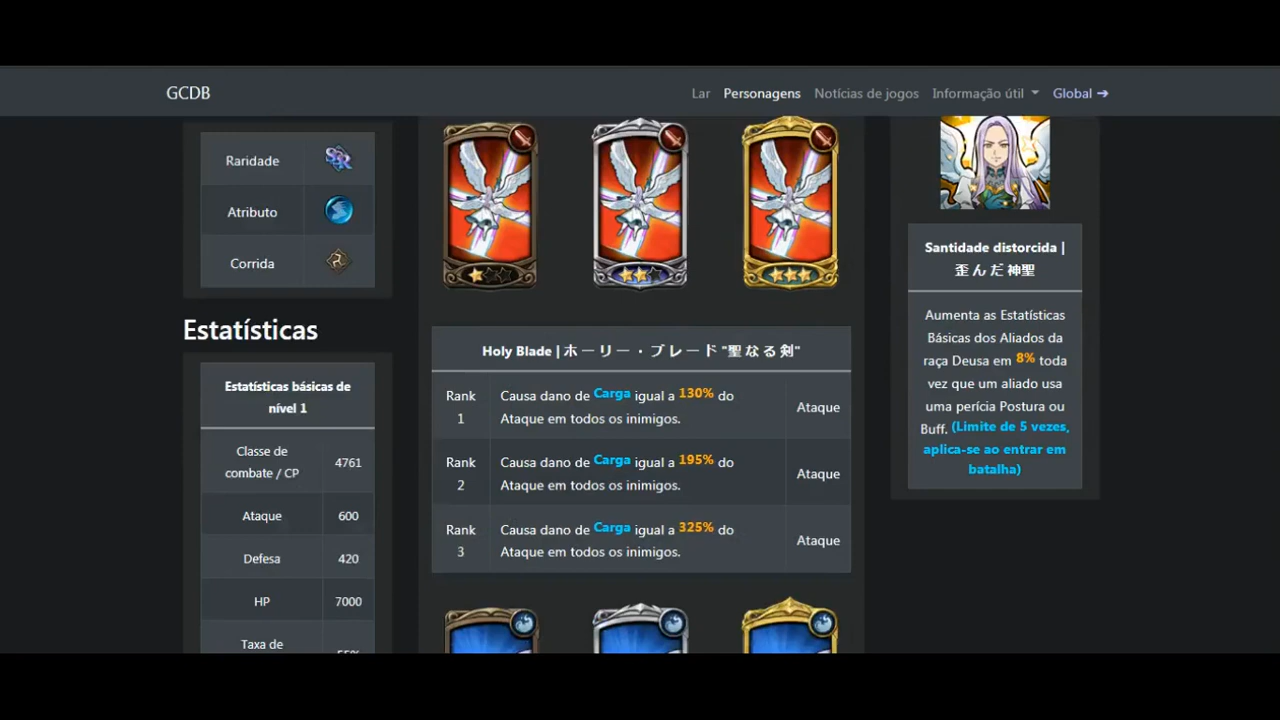 GCDB
Lar Personagens Notícias de jogos Informação útil Global ➔
Raridade
Atributo
Corrida
Estatísticas
Estatísticas básicas de
nível 1
Classe de
combate / CP
4761
Ataque 600
Defesa 420
HP 7000
Taxa de
Holy Blade | ホーリー・ブレード "聖なる剣"
Rank
1
Causa dano de Carga igual a 130% do
Ataque em todos os inimigos.
Ataque
Rank
2
Causa dano de Carga igual a 195% do
Ataque em todos os inimigos.
Ataque
Rank
3
Causa dano de Carga igual a 325% do
Ataque em todos os inimigos.
Ataque
Santidade distorcida |
歪んだ神聖
Aumenta as Estatísticas
Básicas dos Aliados da
raça Deusa em 8% toda
vez que um aliado usa
uma perícia Postura ou
Buff. (Limite de 5 vezes,
aplica-se ao entrar em
batalha)